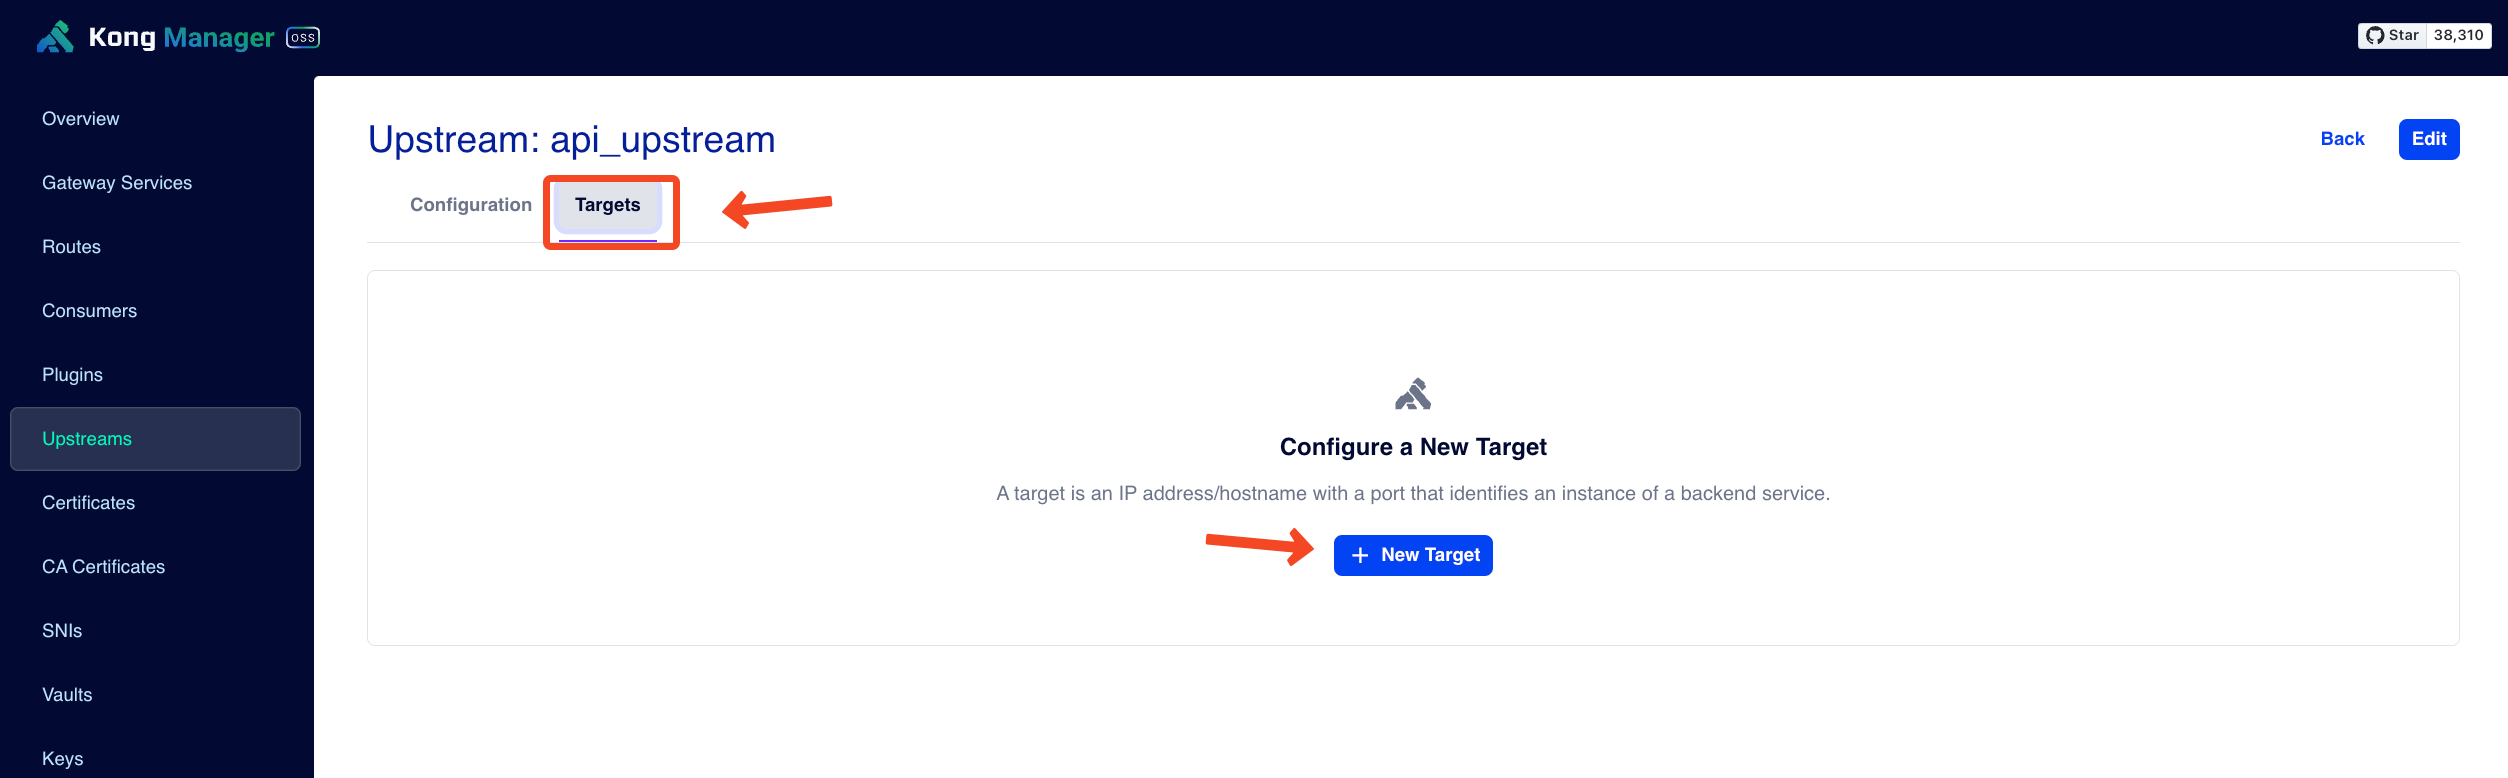 Kong Manager OSS
Star 38,310
Overview
Gateway Services
Routes
Consumers
Plugins
Upstreams
Certificates
CA Certificates
SNIs
Vaults
Keys
Upstream: api_upstream
Back
Edit
Configuration
Targets
Configure a New Target
A target is an IP address/hostname with a port that identifies an instance of a backend service.
+ New Target